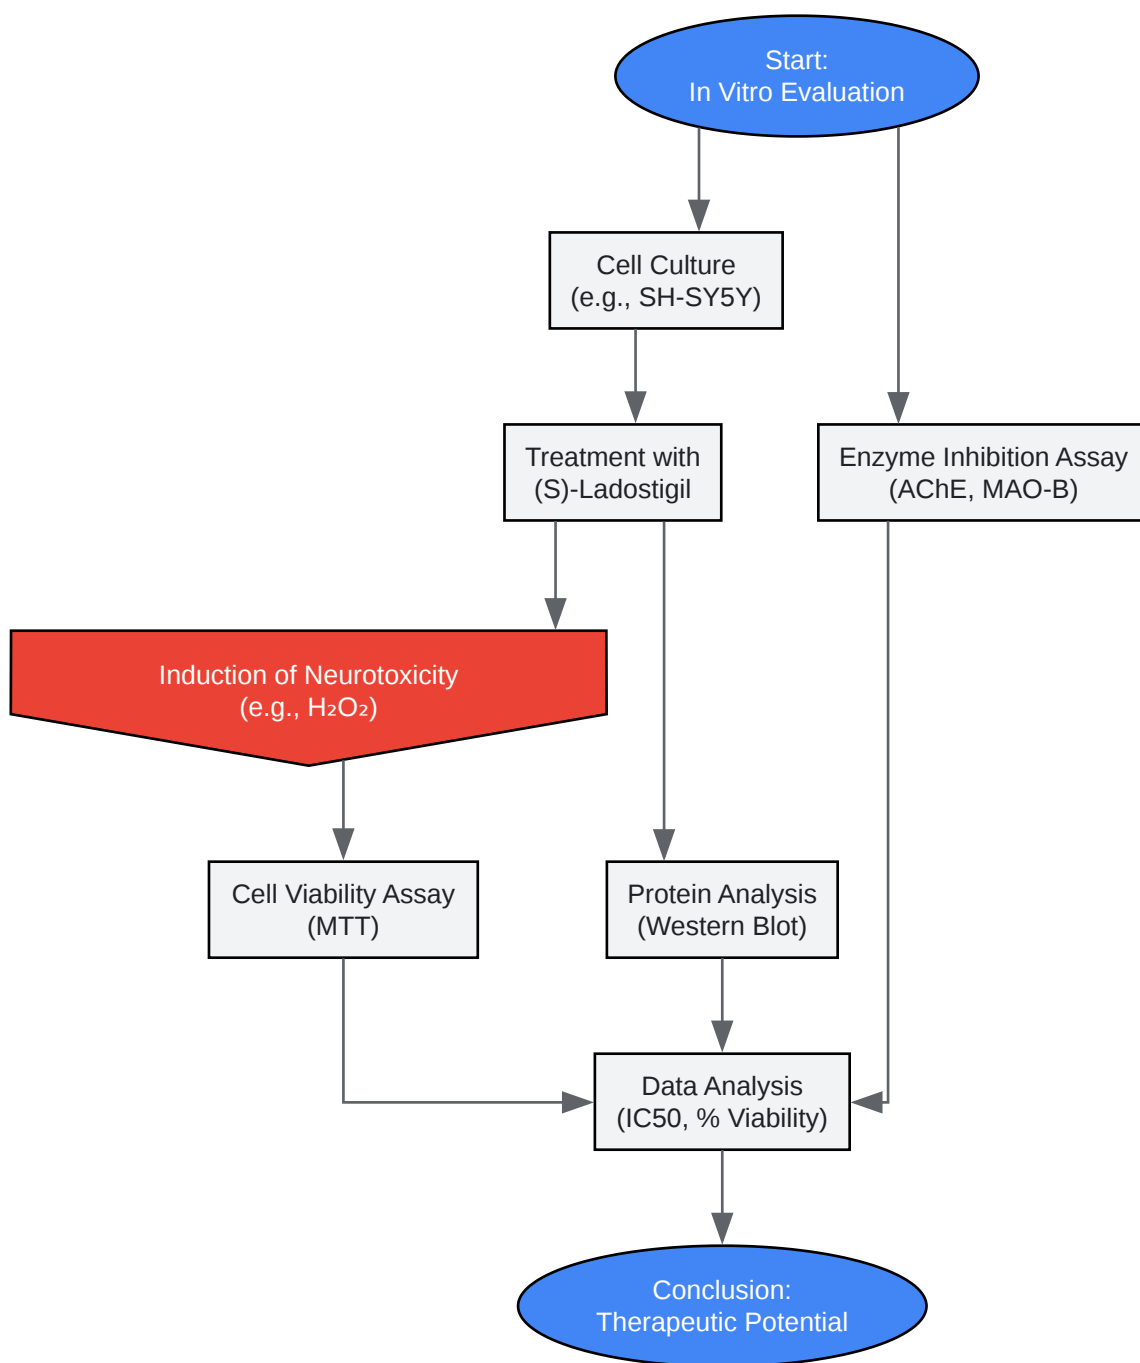 Start:
In Vitro Evaluation
Cell Culture
(e.g., SH-SY5Y)
Treatment with
(S)-Ladostigil
Enzyme Inhibition Assay
(AChE, MAO-B)
Induction of Neurotoxicity
(e.g., H₂O₂)
Cell Viability Assay
(MTT)
Protein Analysis
(Western Blot)
Data Analysis
(IC50, % Viability)
Conclusion:
Therapeutic Potential